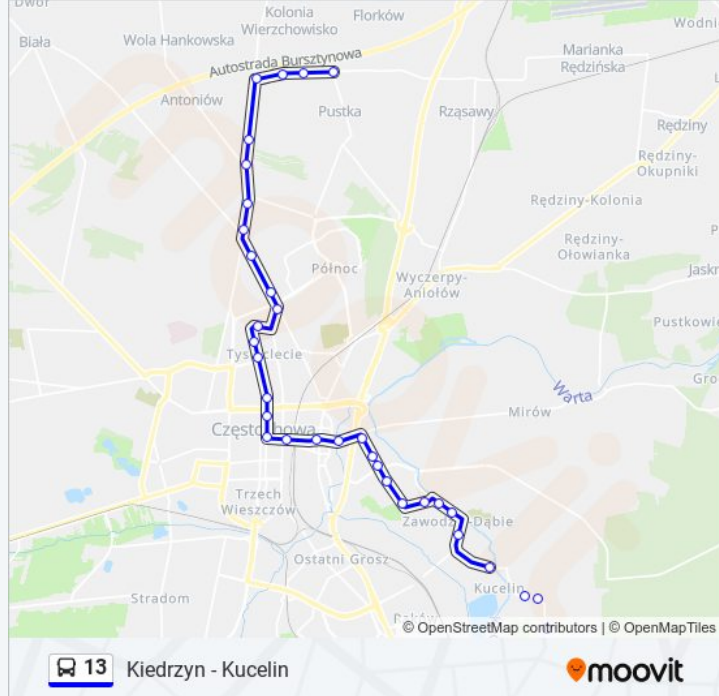 Dwór
Kolonia
Wierzchowisko
Florków
Biała
Wola Hankowska
Autostrada Bursztynowa
Marianka
Rędzińska
Antoniów
Pustka
Rząsawy
Rędziny
Rędziny-
Okupniki
Rędziny-Kolonia
Rędziny-
Ołowianka
Północ
Wyczerpy-
Aniołów
Jaskr
Pustkowie
Tysiąclecie
Gro
Warta
Mirów
Częstochowa
Trzech
Wieszczów
Zawodzie-Dąbie
Ostatni Grosz
Kucelin
Stradom
© OpenStreetMap contributors | © OpenMapTiles
13 Kiedrzyn - Kucelin
moovit